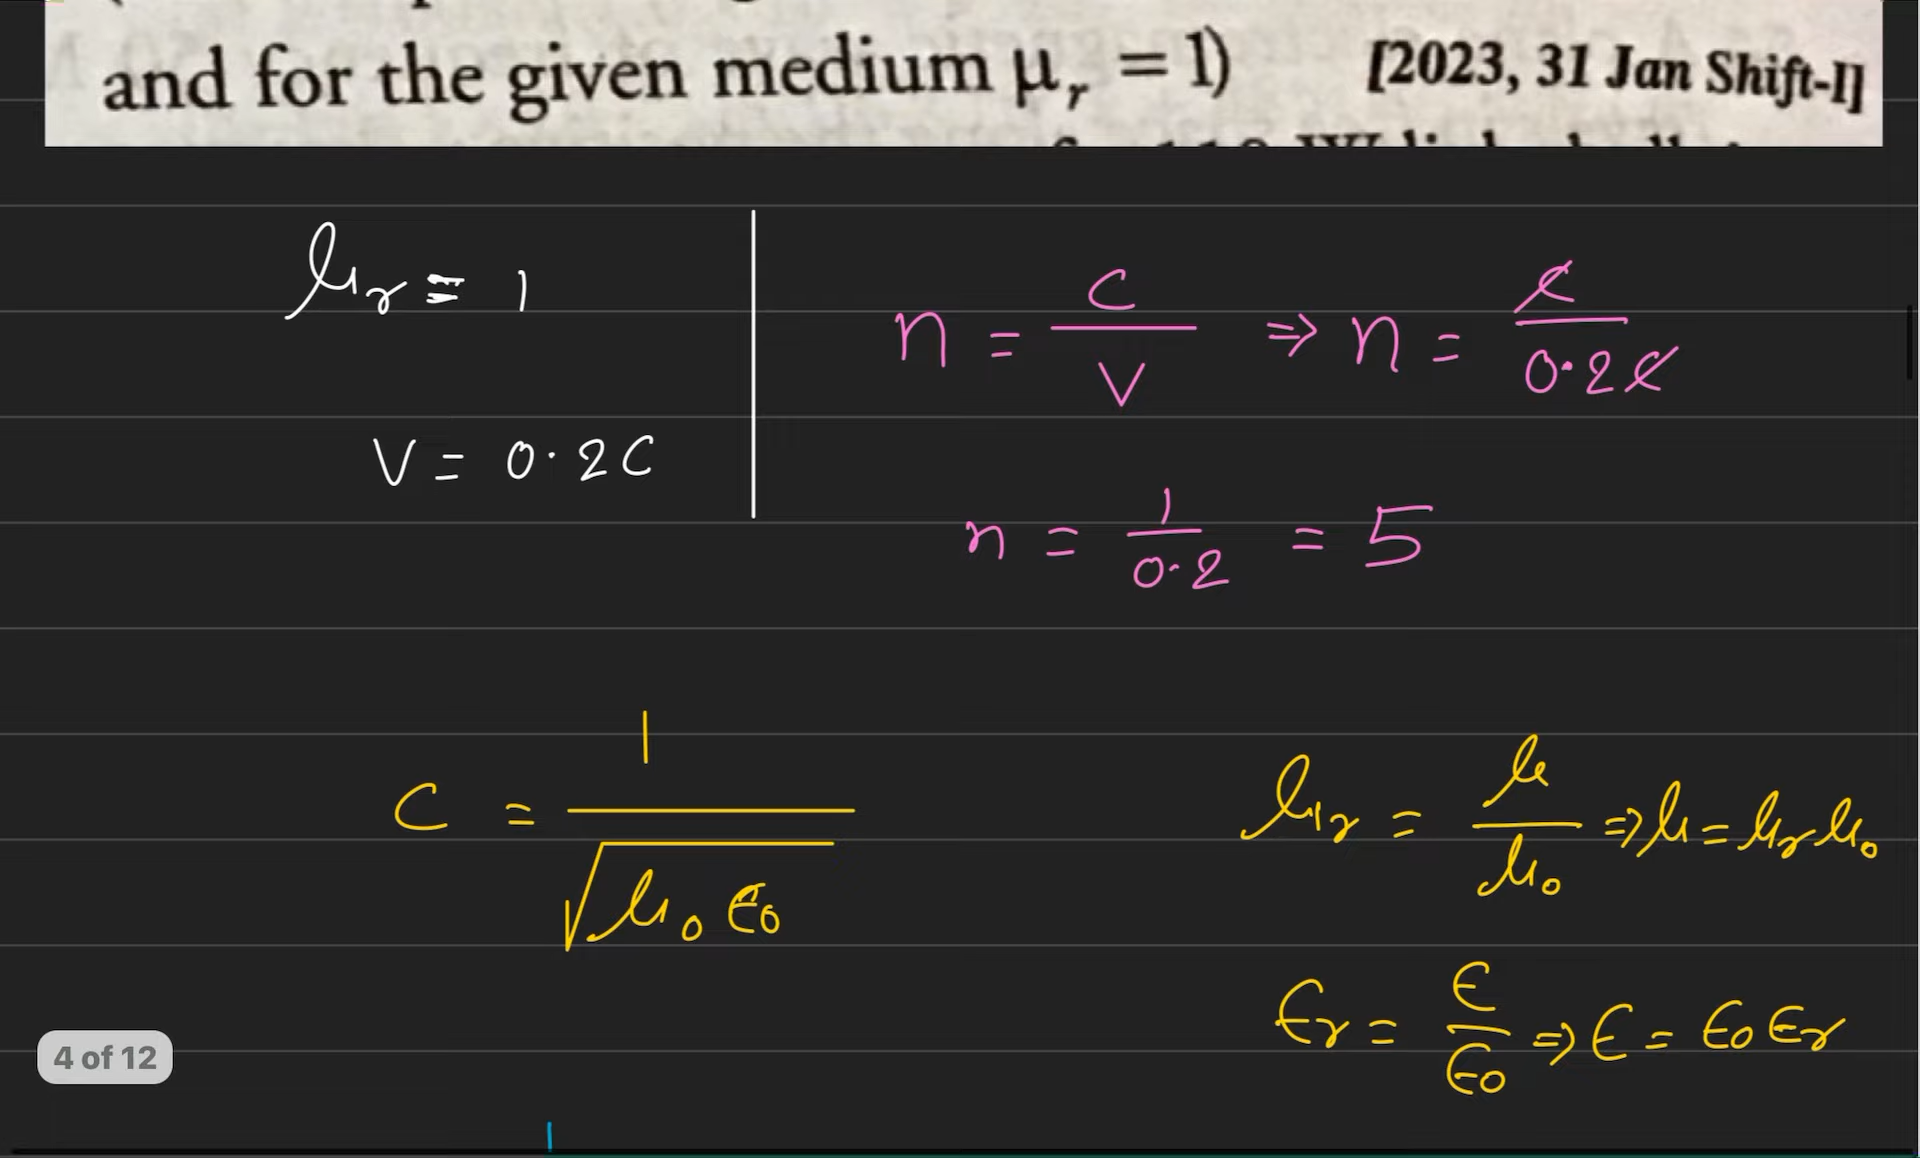 and for the given medium μᵣ = 1) [2023, 31 Jan Shift-I]
μᵣ = 1
n = C/V ⇒ n = C/0.2C
V = 0.2C
n = 1/0.2 = 5
C = 1/√(μ₀ ϵ₀)
μᵣ = μ/μ₀ ⇒ μ = μᵣ μ₀
ϵᵣ = ϵ/ϵ₀ ⇒ ϵ = ϵ₀ ϵᵣ
4 of 12